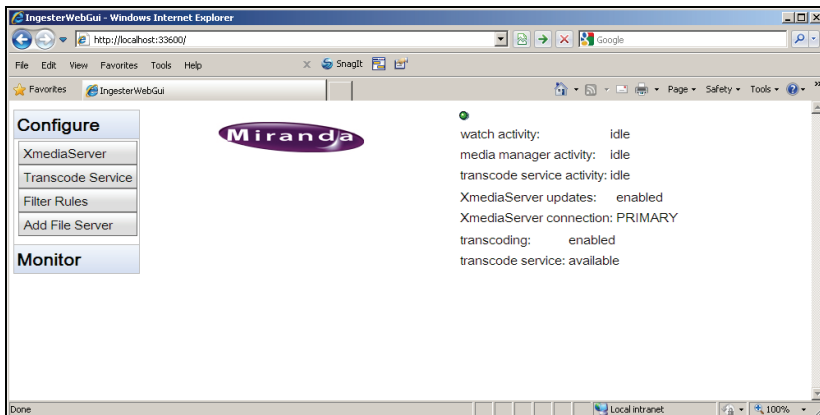 IngesterWebGui - Windows Internet Explorer
http://localhost:33600/
Google
File Edit View Favorites Tools Help
x SnagIt
Favorites IngesterWebGui
Page Safety Tools
Configure
XmediaServer
Transcode Service
Filter Rules
Add File Server
Monitor
Miranda
watch activity: idle
media manager activity: idle
transcode service activity: idle
XmediaServer updates: enabled
XmediaServer connection: PRIMARY
transcoding: enabled
transcode service: available
Done
Local intranet
100%